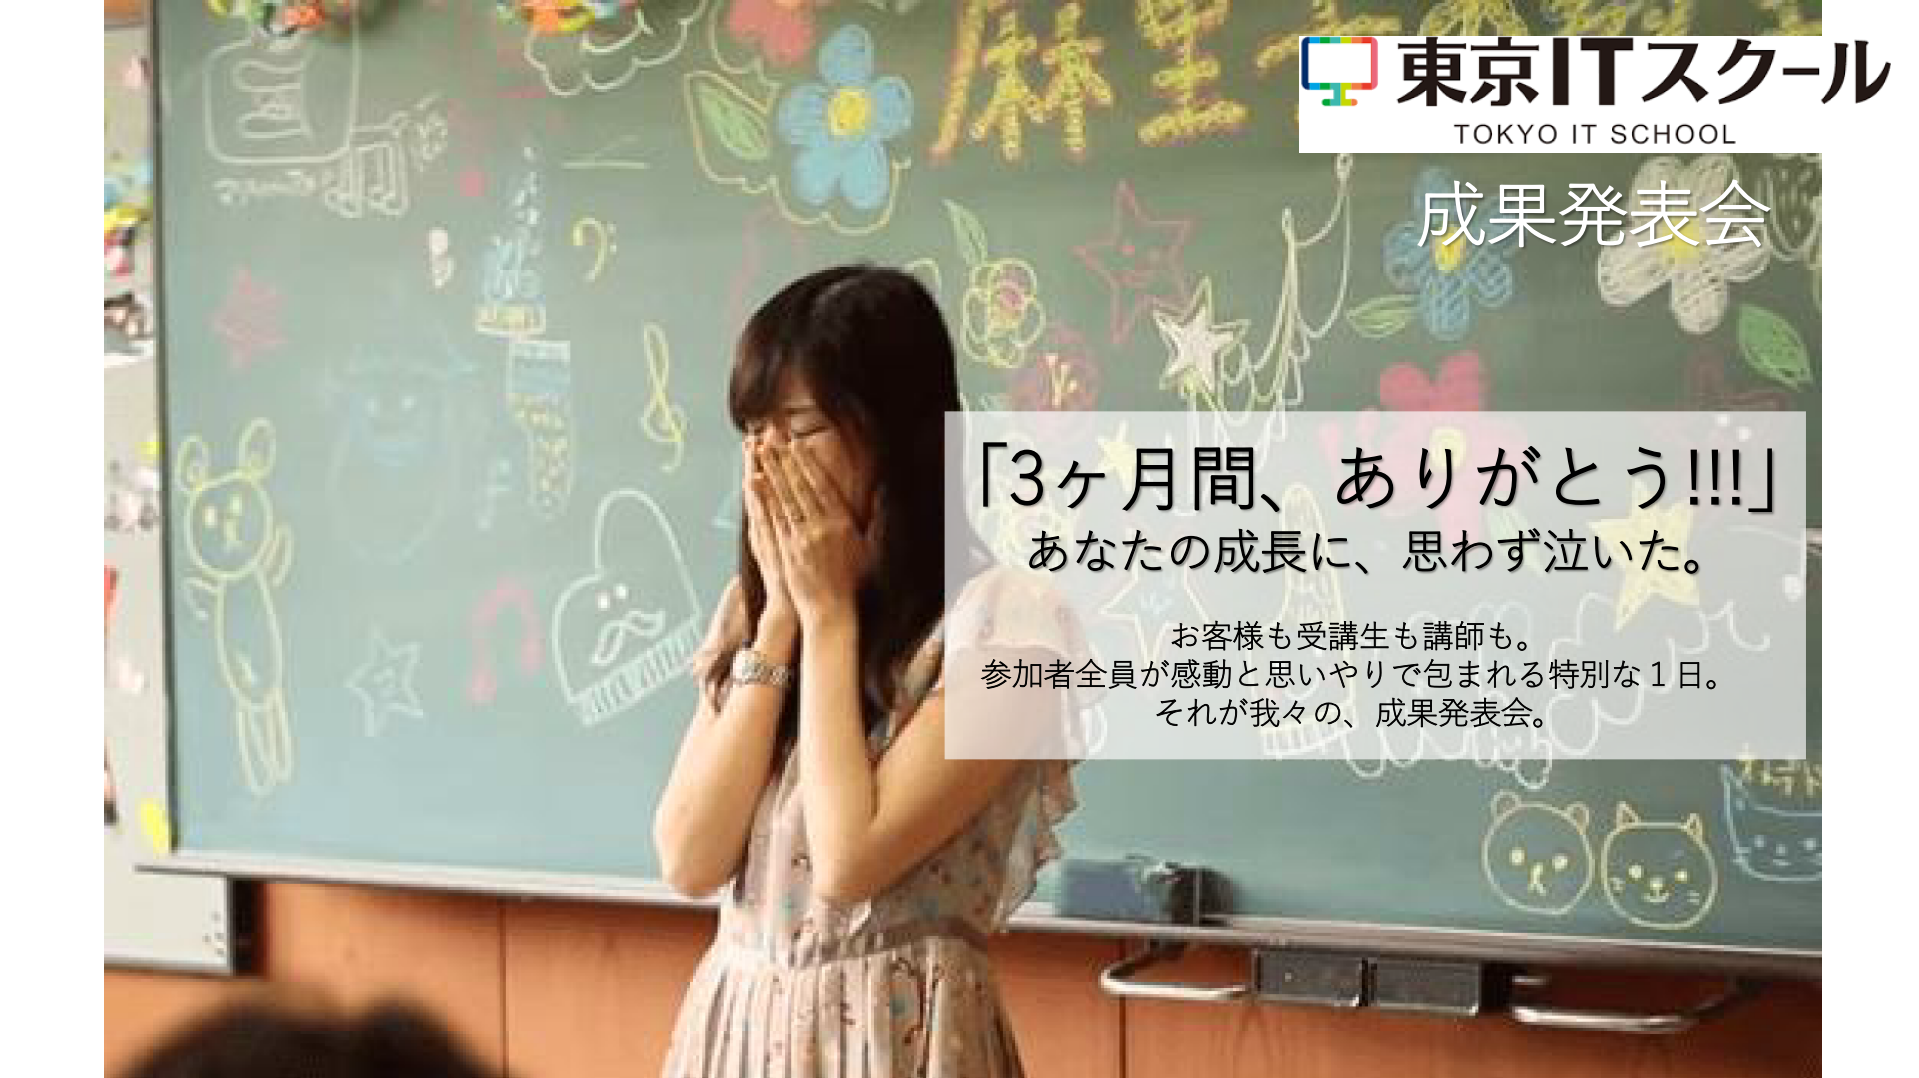 麻里
東京ITスクール
TOKYO IT SCHOOL
成果発表会
「3ヶ月間、ありがとう!!!」
あなたの成長に、思わず泣いた。
お客様も受講生も講師も。
参加者全員が感動と思いやりで包まれる特別な１日。
それが我々の、成果発表会。